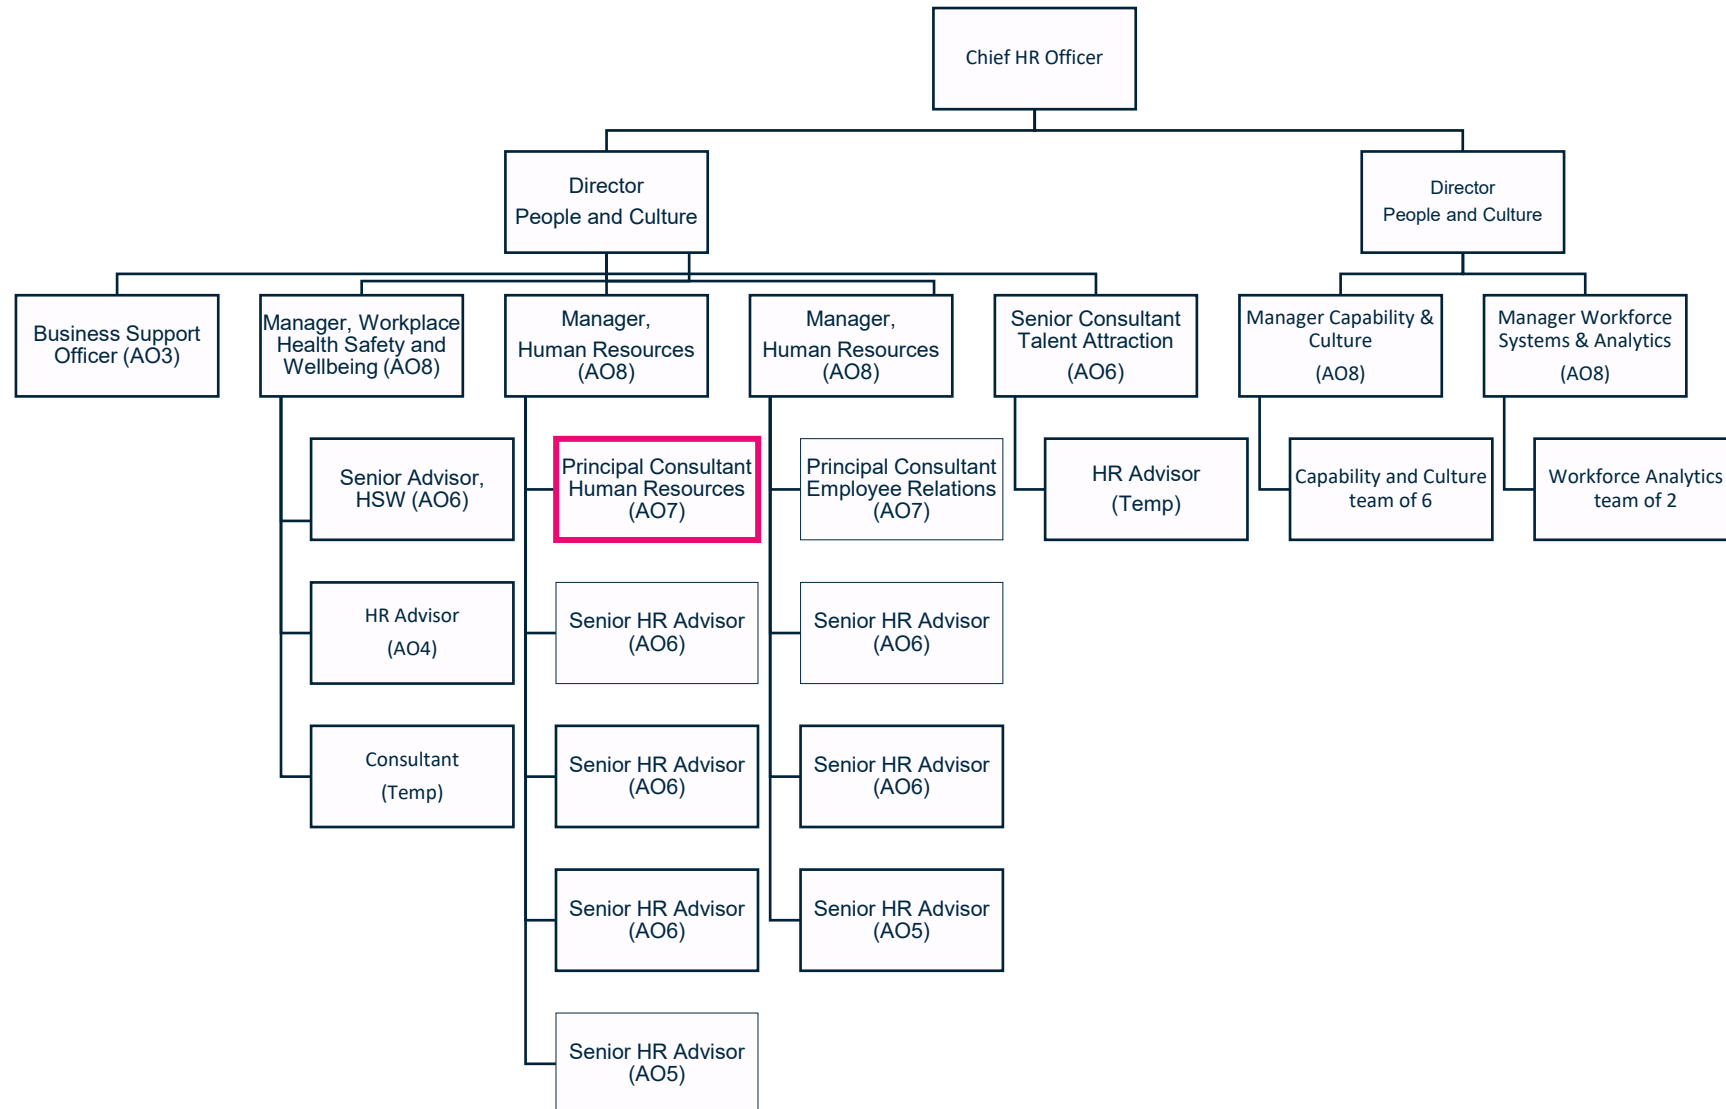 Chief HR Officer
Director
People and Culture
Director
People and Culture
Business Support
Officer (AO3)
Manager, Workplace
Health Safety and
Wellbeing (AO8)
Manager,
Human Resources
(AO8)
Manager,
Human Resources
(AO8)
Senior Consultant
Talent Attraction
(AO6)
Manager Capability &
Culture
(AO8)
Manager Workforce
Systems & Analytics
(AO8)
Senior Advisor,
HSW (AO6)
Principal Consultant
Human Resources
(AO7)
Principal Consultant
Employee Relations
(AO7)
HR Advisor
(Temp)
Capability and Culture
team of 6
Workforce Analytics
team of 2
HR Advisor
(AO4)
Senior HR Advisor
(AO6)
Senior HR Advisor
(AO6)
Consultant
(Temp)
Senior HR Advisor
(AO6)
Senior HR Advisor
(AO6)
Senior HR Advisor
(AO6)
Senior HR Advisor
(AO5)
Senior HR Advisor
(AO5)